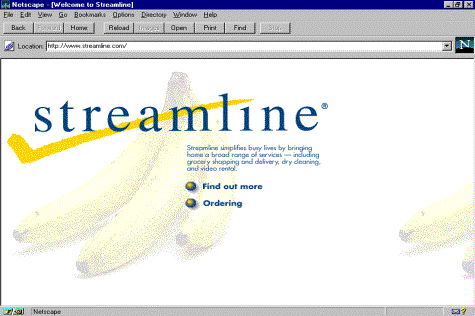 Netscape - [Welcome to Streamline]
File Edit View Go Bookmarks Options Directory Window Help
Back Forward Home Reload Images Open Print Find Stop
Location: http://www.streamline.com/
N
streamline®
Streamline simplifies busy lives by bringing
home a broad range of services — including
grocery shopping and delivery, dry cleaning,
and video rental.
Find out more
Ordering
Netscape